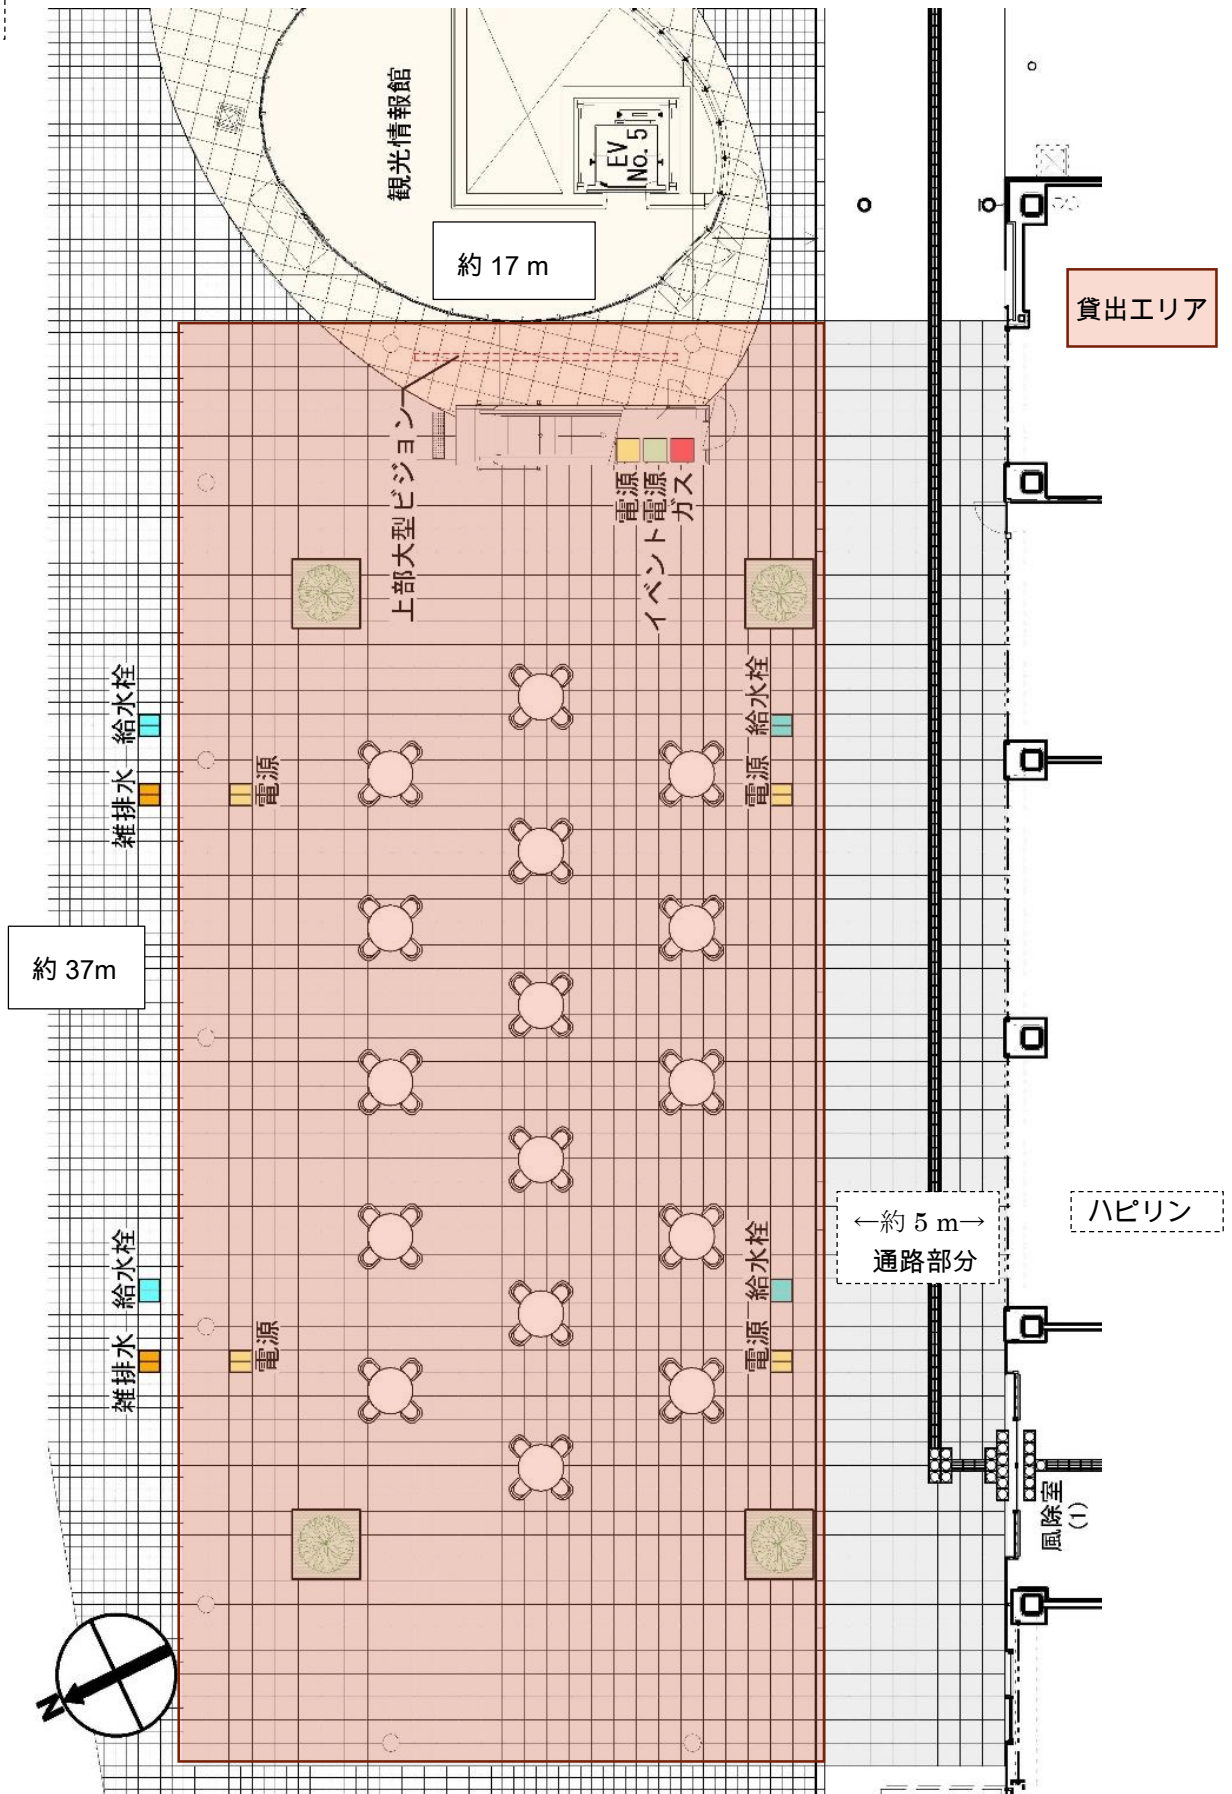 観光情報館
EV
No. 5
約 17 m
貸出エリア
上部大型ビジョン
電源
イベント電源
ガス
給水栓
雑排水
電源
給水栓
電源
約 37m
←約 5 m→
通路部分
ハピリン
給水栓
雑排水
電源
給水栓
電源
風除室
(1)
N